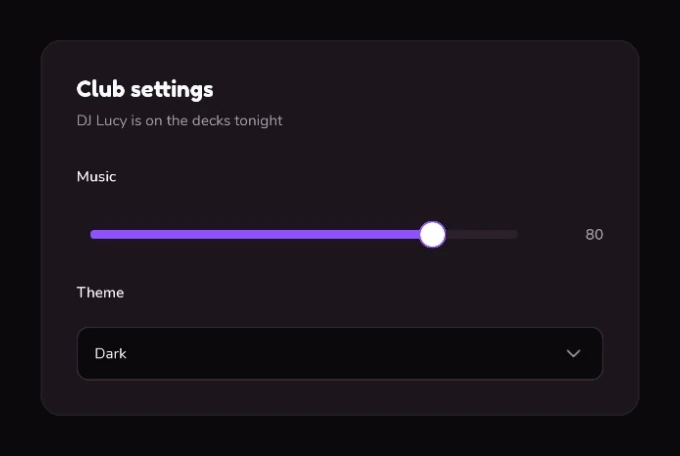 Club settings
DJ Lucy is on the decks tonight
Music
80
Theme
Dark